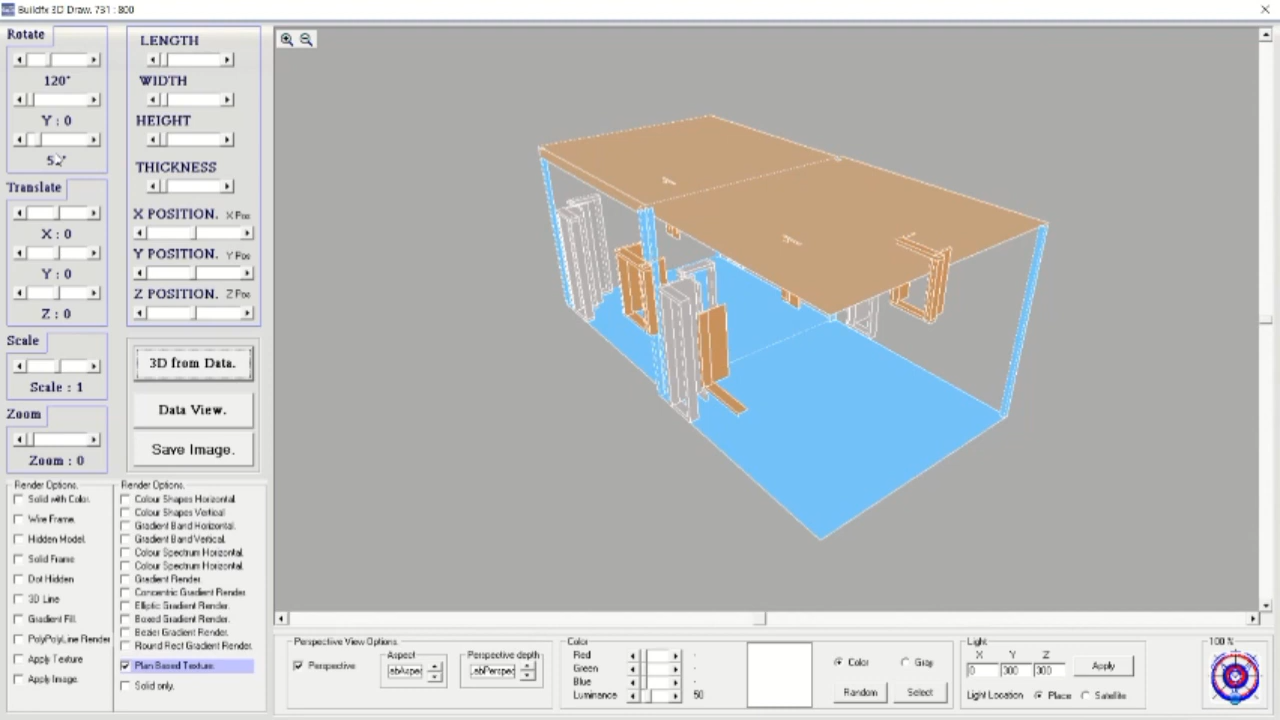 Buildfx 3D Draw. 731 : 800
Rotate
120°
Y : 0
Translate
X : 0
Y : 0
Z : 0
Scale
Scale : 1
Zoom
Zoom : 0
LENGTH
WIDTH
HEIGHT
THICKNESS
X POSITION. X Pos
Y POSITION. Y Pos
Z POSITION. Z Pos
3D from Data.
Data View.
Save Image.
Render Options.
Solid with Color.
Wire Frame.
Hidden Model.
Solid Frame
Dot Hidden
3D Line
Gradient Fill.
PolyPolyLine Render
Apply Texture
Apply Image.
Render Options.
Colour Shapes Horizontal
Colour Shapes Vertical
Gradient Band Horizontal.
Gradient Band Vertical.
Colour Spectrum Horizontal.
Colour Spectrum Horizontal.
Gradient Render.
Concentric Gradient Render
Elliptic Gradient Render.
Boxed Gradient Render.
Bezier Gradient Render.
Round Rect Gradient Render.
Plan Based Texture.
Solid only.
Perspective View Options.
Perspective
Aspect
Perspective depth
Color
Red
Green
Blue
Luminance 50
Color Gray
Random Select
Light
X Y Z
0 300 300 Apply
Light Location Place Satellite
100 %